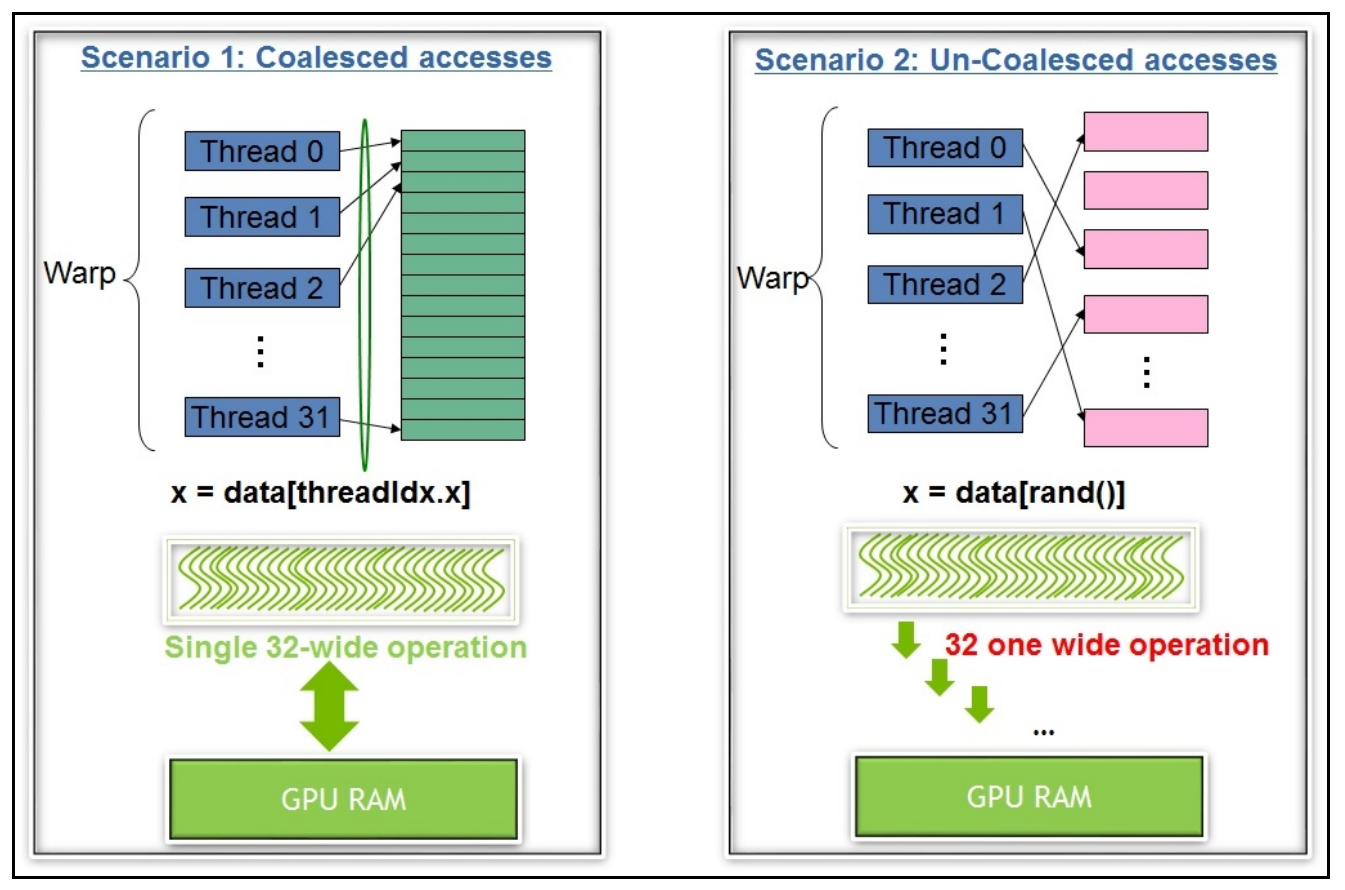 Scenario 1: Coalesced accesses
Warp
Thread 0
Thread 1
Thread 2
⋮
Thread 31
x = data[threadIdx.x]
Single 32-wide operation
GPU RAM
Scenario 2: Un-Coalesced accesses
Warp
Thread 0
Thread 1
Thread 2
⋮
Thread 31
⋮
x = data[rand()]
32 one wide operation
...
GPU RAM